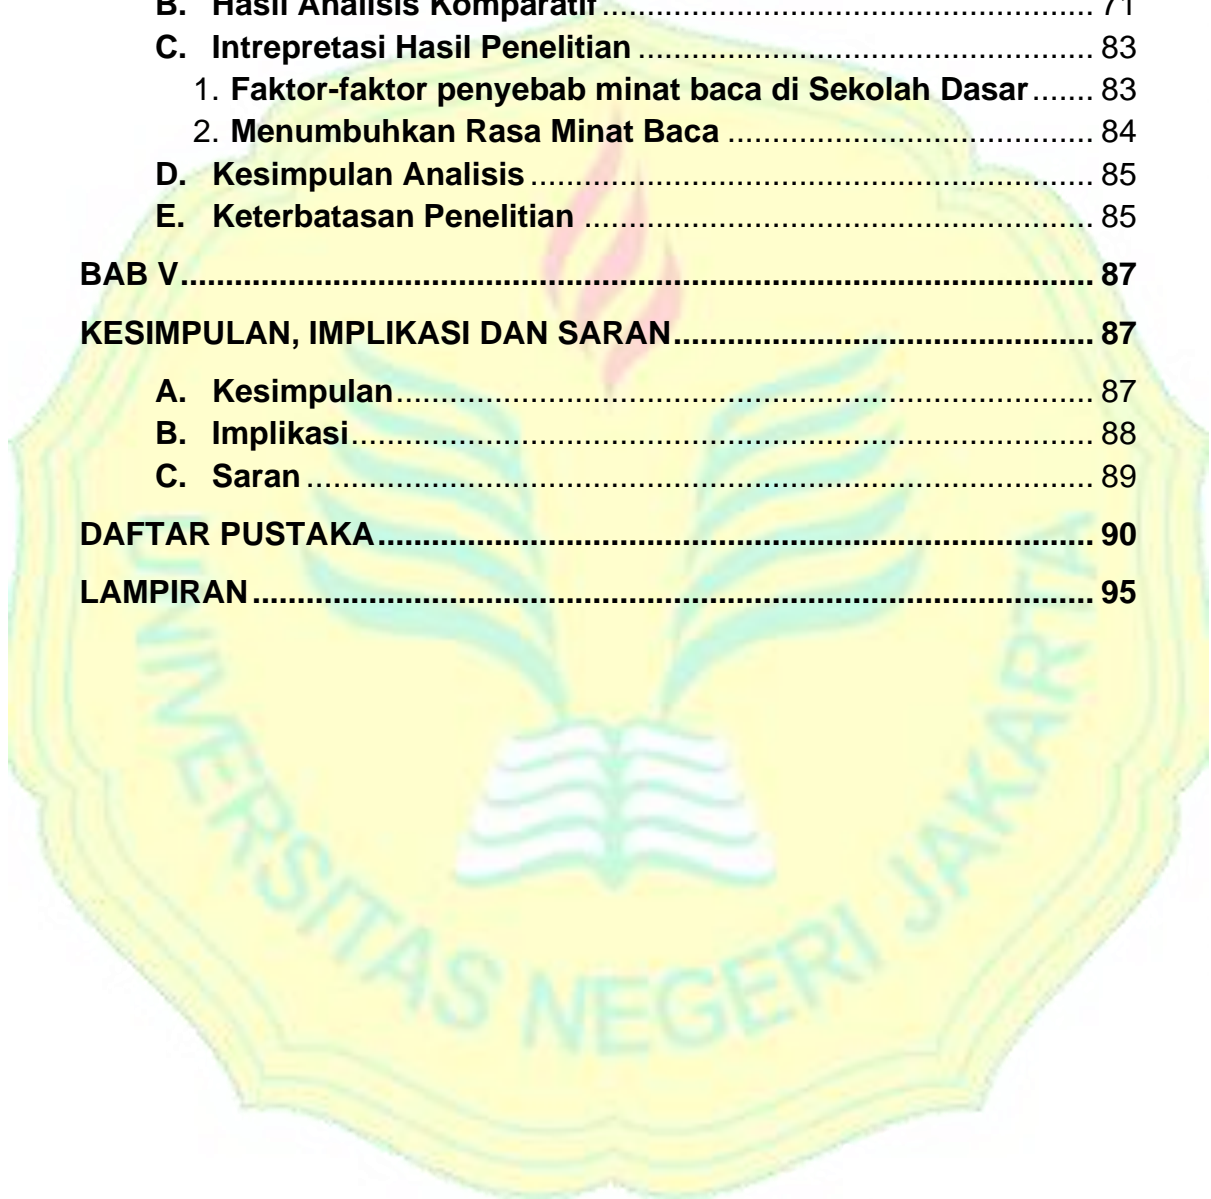 B. Hasil Analisis Komparatif ........................................................ 71
C. Intrepretasi Hasil Penelitian .................................................... 83
1. Faktor-faktor penyebab minat baca di Sekolah Dasar ....... 83
2. Menumbuhkan Rasa Minat Baca .......................................... 84
D. Kesimpulan Analisis ................................................................ 85
E. Keterbatasan Penelitian .......................................................... 85
BAB V .............................................................................................. 87
KESIMPULAN, IMPLIKASI DAN SARAN ........................................ 87
A. Kesimpulan .............................................................................. 87
B. Implikasi ................................................................................... 88
C. Saran ........................................................................................ 89
DAFTAR PUSTAKA ......................................................................... 90
LAMPIRAN ....................................................................................... 95
UNIVERSITAS NEGERI JAKARTA